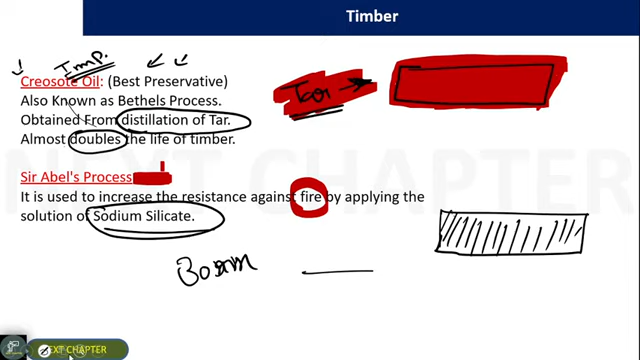 Timber
Imp.
Creosote Oil: (Best Preservative)
Also Known as Bethels Process.
Obtained From distillation of Tar.
Almost doubles the life of timber.
Tar
Sir Abel's Process
It is used to increase the resistance against fire by applying the
solution of Sodium Silicate.
NEXT CHAPTER
NEXT CHAPTER